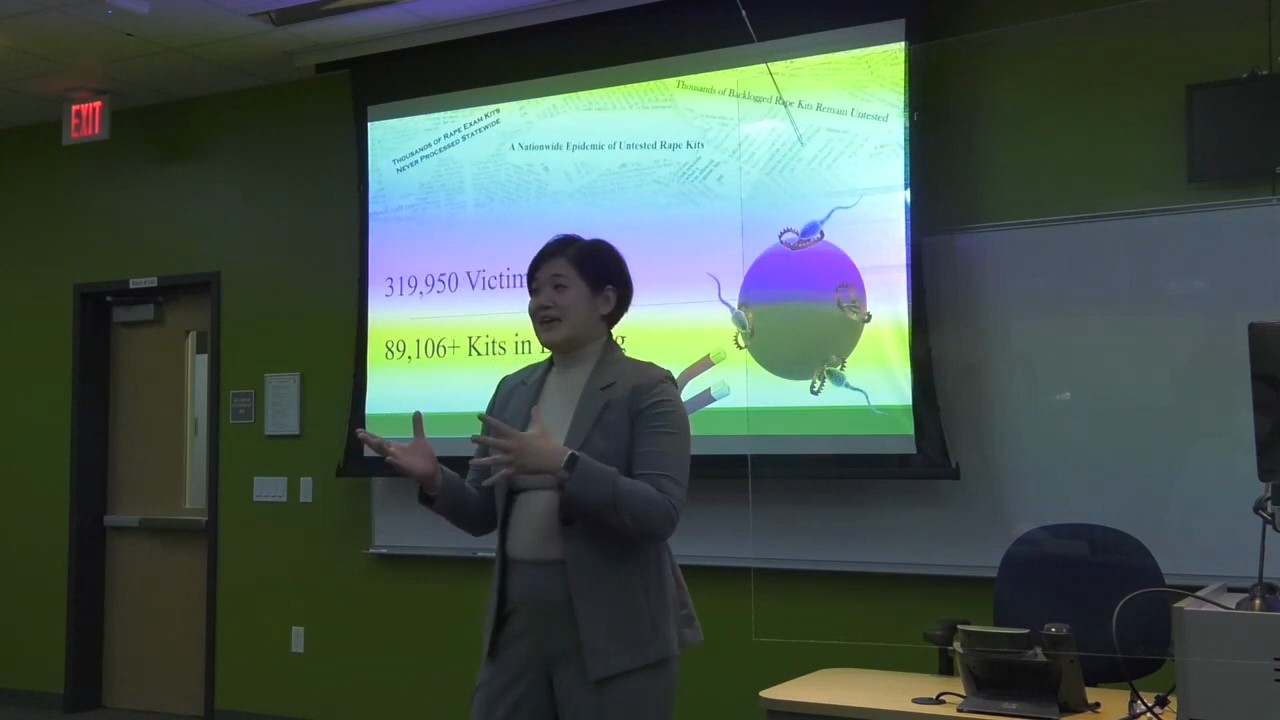 EXIT
Thousands of Rape Exam Kits
Never Processed Statewide
Thousands of Backlogged Rape Kits Remain Untested
A Nationwide Epidemic of Untested Rape Kits
319,950 Victim
89,106+ Kits in